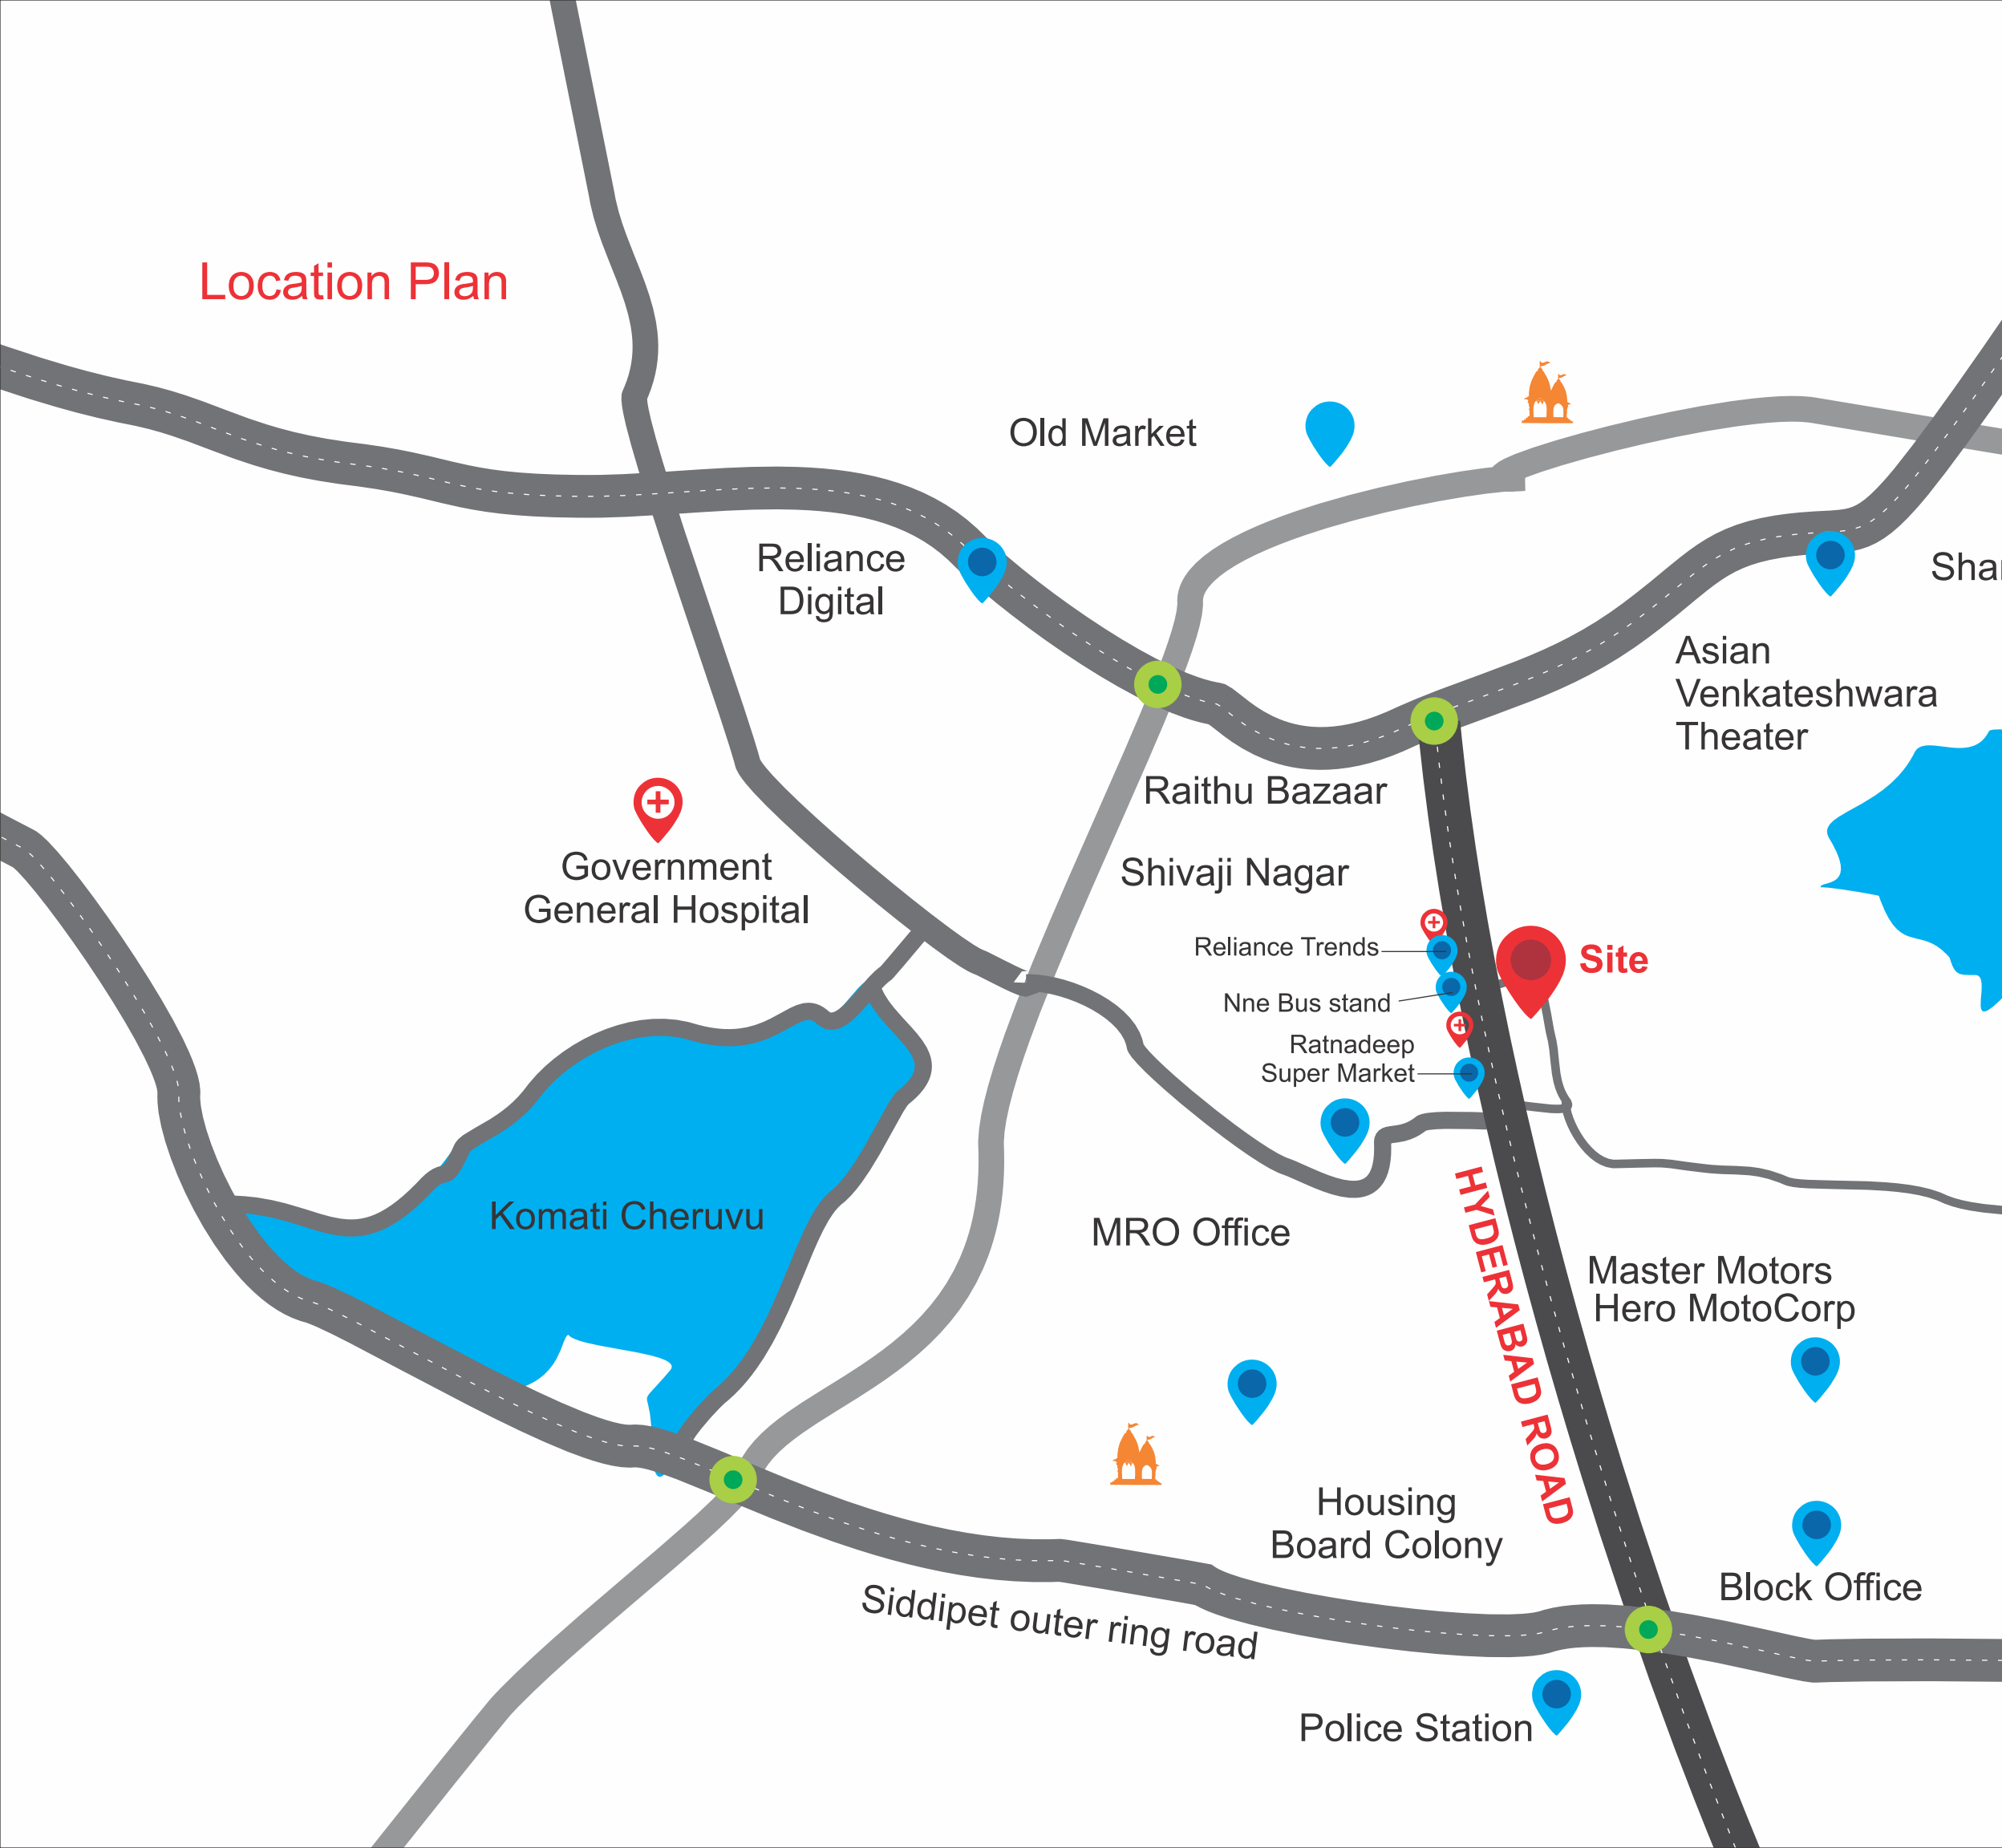 Location Plan
Old Market
Reliance
Digital
Asian
Venkateshwara
Theater
Raithu Bazaar
Shivaji Nagar
Government
General Hospital
Reliance Trends
Site
Nne Bus stand
Ratnadeep
Super Market
Komati Cheruvu
MRO Office
HYDERABAD ROAD
Master Motors
Hero MotoCorp
Housing
Board Colony
Block Office
Siddipet outer ring road
Police Station